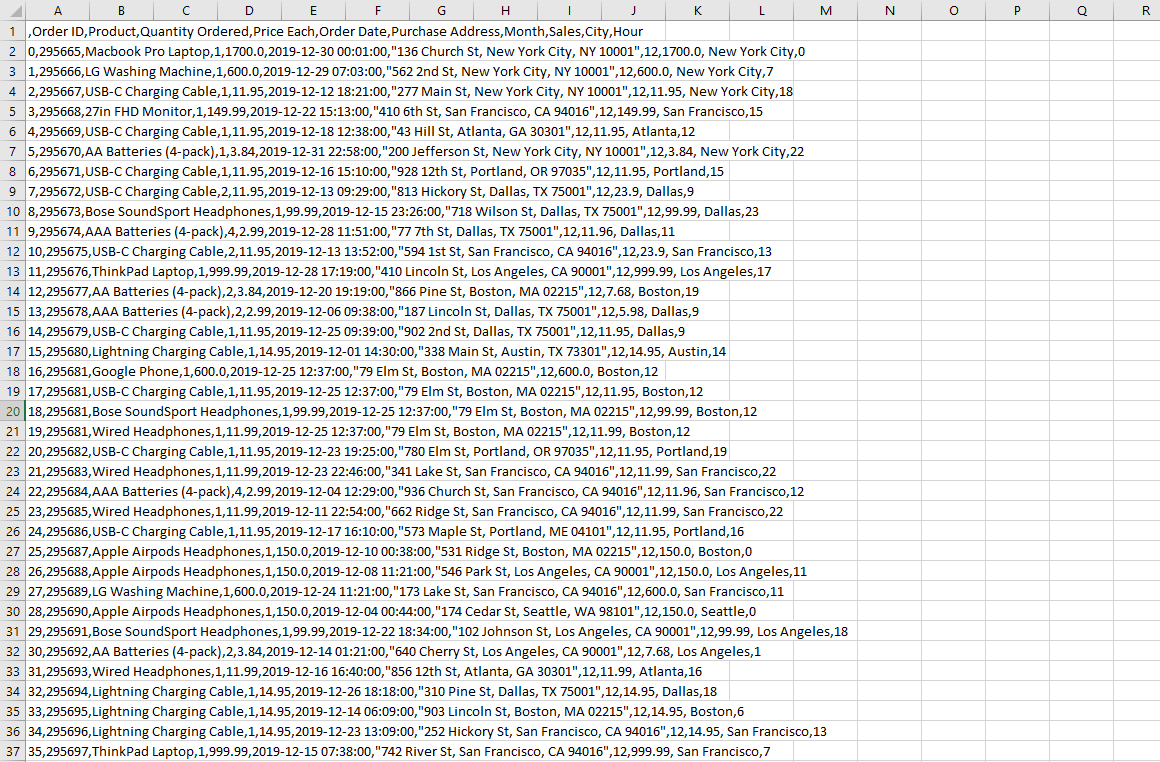 A B C D E F G H I J K L M N O P Q R
1 ,Order ID,Product,Quantity Ordered,Price Each,Order Date,Purchase Address,Month,Sales,City,Hour
2 0,295665,Macbook Pro Laptop,1,1700.0,2019-12-30 00:01:00,"136 Church St, New York City, NY 10001",12,1700.0, New York City,0
3 1,295666,LG Washing Machine,1,600.0,2019-12-29 07:03:00,"562 2nd St, New York City, NY 10001",12,600.0, New York City,7
4 2,295667,USB-C Charging Cable,1,11.95,2019-12-12 18:21:00,"277 Main St, New York City, NY 10001",12,11.95, New York City,18
5 3,295668,27in FHD Monitor,1,149.99,2019-12-22 15:13:00,"410 6th St, San Francisco, CA 94016",12,149.99, San Francisco,15
6 4,295669,USB-C Charging Cable,1,11.95,2019-12-18 12:38:00,"43 Hill St, Atlanta, GA 30301",12,11.95, Atlanta,12
7 5,295670,AA Batteries (4-pack),1,3.84,2019-12-31 22:58:00,"200 Jefferson St, New York City, NY 10001",12,3.84, New York City,22
8 6,295671,USB-C Charging Cable,1,11.95,2019-12-16 15:10:00,"928 12th St, Portland, OR 97035",12,11.95, Portland,15
9 7,295672,USB-C Charging Cable,2,11.95,2019-12-13 09:29:00,"813 Hickory St, Dallas, TX 75001",12,23.9, Dallas,9
10 8,295673,Bose SoundSport Headphones,1,99.99,2019-12-15 23:26:00,"718 Wilson St, Dallas, TX 75001",12,99.99, Dallas,23
11 9,295674,AAA Batteries (4-pack),4,2.99,2019-12-28 11:51:00,"77 7th St, Dallas, TX 75001",12,11.96, Dallas,11
12 10,295675,USB-C Charging Cable,2,11.95,2019-12-13 13:52:00,"594 1st St, San Francisco, CA 94016",12,23.9, San Francisco,13
13 11,295676,ThinkPad Laptop,1,999.99,2019-12-28 17:19:00,"410 Lincoln St, Los Angeles, CA 90001",12,999.99, Los Angeles,17
14 12,295677,AA Batteries (4-pack),2,3.84,2019-12-20 19:19:00,"866 Pine St, Boston, MA 02215",12,7.68, Boston,19
15 13,295678,AAA Batteries (4-pack),2,2.99,2019-12-06 09:38:00,"187 Lincoln St, Dallas, TX 75001",12,5.98, Dallas,9
16 14,295679,USB-C Charging Cable,1,11.95,2019-12-25 09:39:00,"902 2nd St, Dallas, TX 75001",12,11.95, Dallas,9
17 15,295680,Lightning Charging Cable,1,14.95,2019-12-01 14:30:00,"338 Main St, Austin, TX 73301",12,14.95, Austin,14
18 16,295681,Google Phone,1,600.0,2019-12-25 12:37:00,"79 Elm St, Boston, MA 02215",12,600.0, Boston,12
19 17,295681,USB-C Charging Cable,1,11.95,2019-12-25 12:37:00,"79 Elm St, Boston, MA 02215",12,11.95, Boston,12
20 18,295681,Bose SoundSport Headphones,1,99.99,2019-12-25 12:37:00,"79 Elm St, Boston, MA 02215",12,99.99, Boston,12
21 19,295681,Wired Headphones,1,11.99,2019-12-25 12:37:00,"79 Elm St, Boston, MA 02215",12,11.99, Boston,12
22 20,295682,USB-C Charging Cable,1,11.95,2019-12-23 19:25:00,"780 Elm St, Portland, OR 97035",12,11.95, Portland,19
23 21,295683,Wired Headphones,1,11.99,2019-12-23 22:46:00,"341 Lake St, San Francisco, CA 94016",12,11.99, San Francisco,22
24 22,295684,AAA Batteries (4-pack),4,2.99,2019-12-04 12:29:00,"936 Church St, San Francisco, CA 94016",12,11.96, San Francisco,12
25 23,295685,Wired Headphones,1,11.99,2019-12-11 22:54:00,"662 Ridge St, San Francisco, CA 94016",12,11.99, San Francisco,22
26 24,295686,USB-C Charging Cable,1,11.95,2019-12-17 16:10:00,"573 Maple St, Portland, ME 04101",12,11.95, Portland,16
27 25,295687,Apple Airpods Headphones,1,150.0,2019-12-10 00:38:00,"531 Ridge St, Boston, MA 02215",12,150.0, Boston,0
28 26,295688,Apple Airpods Headphones,1,150.0,2019-12-08 11:21:00,"546 Park St, Los Angeles, CA 90001",12,150.0, Los Angeles,11
29 27,295689,LG Washing Machine,1,600.0,2019-12-24 11:21:00,"173 Lake St, San Francisco, CA 94016",12,600.0, San Francisco,11
30 28,295690,Apple Airpods Headphones,1,150.0,2019-12-04 00:44:00,"174 Cedar St, Seattle, WA 98101",12,150.0, Seattle,0
31 29,295691,Bose SoundSport Headphones,1,99.99,2019-12-22 18:34:00,"102 Johnson St, Los Angeles, CA 90001",12,99.99, Los Angeles,18
32 30,295692,AA Batteries (4-pack),2,3.84,2019-12-14 01:21:00,"640 Cherry St, Los Angeles, CA 90001",12,7.68, Los Angeles,1
33 31,295693,Wired Headphones,1,11.99,2019-12-16 16:40:00,"856 12th St, Atlanta, GA 30301",12,11.99, Atlanta,16
34 32,295694,Lightning Charging Cable,1,14.95,2019-12-26 18:18:00,"310 Pine St, Dallas, TX 75001",12,14.95, Dallas,18
35 33,295695,Lightning Charging Cable,1,14.95,2019-12-14 06:09:00,"903 Lincoln St, Boston, MA 02215",12,14.95, Boston,6
36 34,295696,Lightning Charging Cable,1,14.95,2019-12-23 13:09:00,"252 Hickory St, San Francisco, CA 94016",12,14.95, San Francisco,13
37 35,295697,ThinkPad Laptop,1,999.99,2019-12-15 07:38:00,"742 River St, San Francisco, CA 94016",12,999.99, San Francisco,7